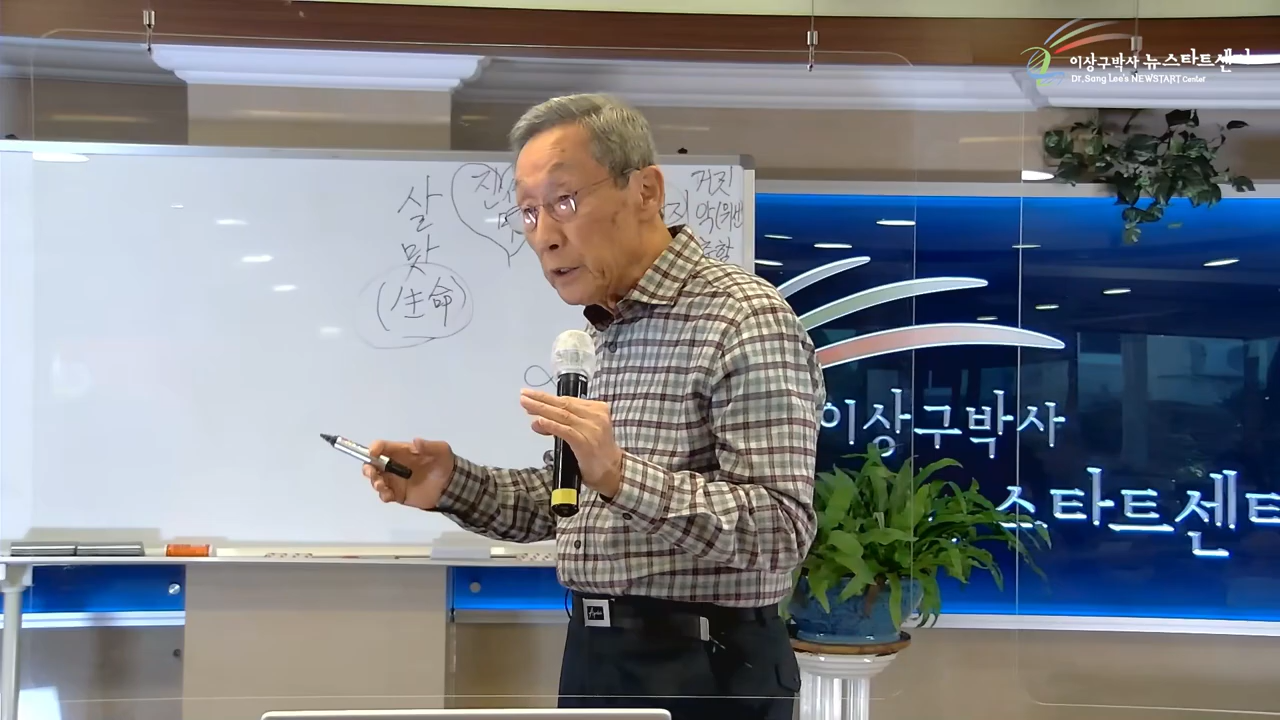 이상구박사 뉴스타트센터
Dr. Sang Lee's NEWSTART Center
살
맛
(生命)
거짓
악(위선
이상구박사
스타트센터